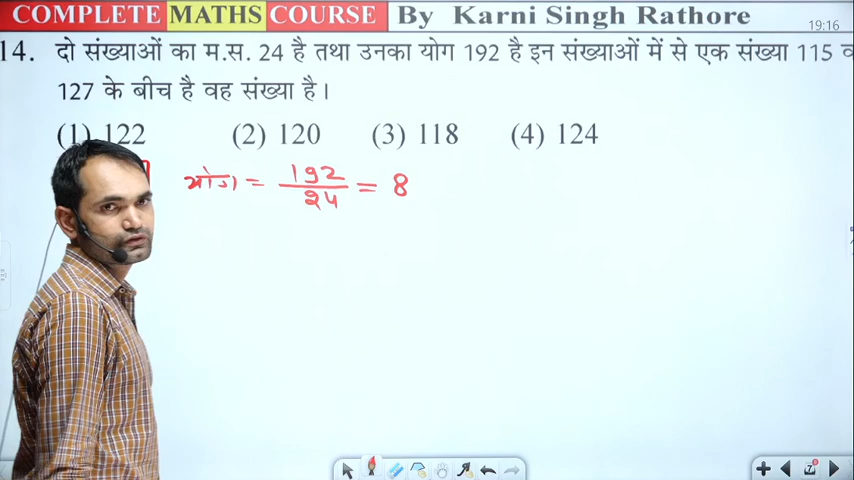 COMPLETE MATHS COURSE By Karni Singh Rathore
19:16
14. दो संख्याओं का म.स. 24 है तथा उनका योग 192 है इन संख्याओं में से एक संख्या 115 व
127 के बीच है वह संख्या है।
(1) 122 (2) 120 (3) 118 (4) 124
योग = 192/24 = 8